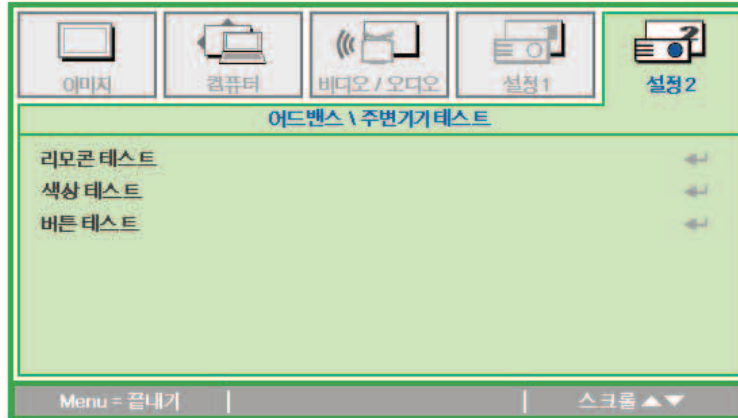 이미지 컴퓨터 비디오 / 오디오 설정1 설정2
어드밴스 \ 주변기기테스트
리모콘 테스트
색상 테스트
버튼 테스트
Menu = 끝내기 스크롤 ▲▼